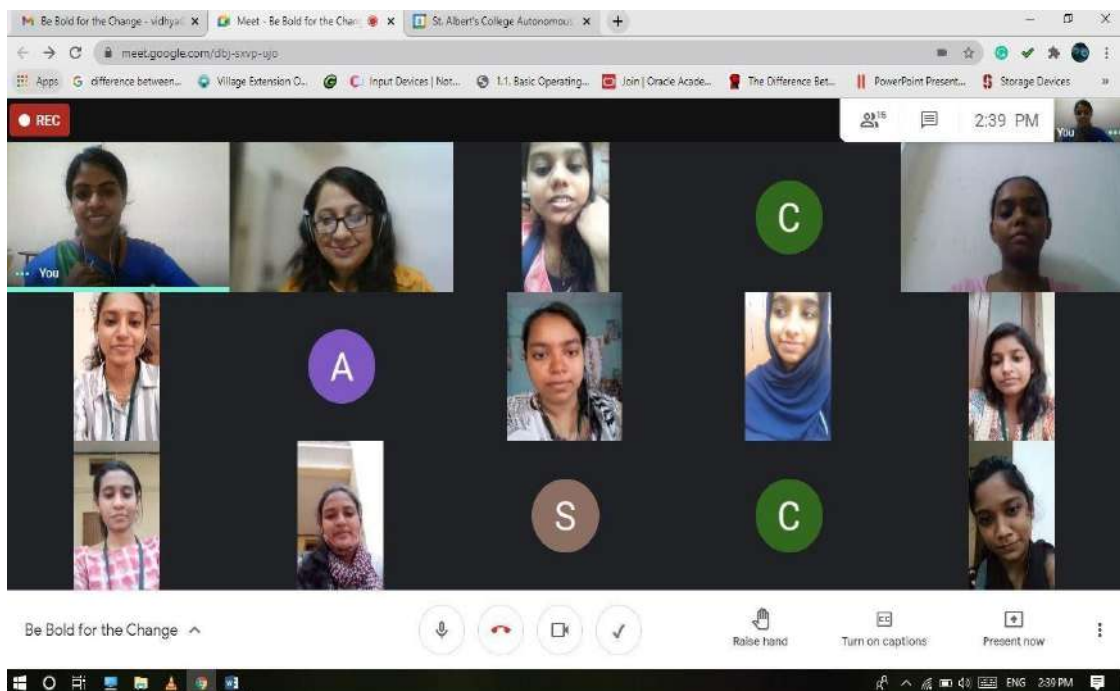 Be Bold for the Change - vidhya
Meet - Be Bold for the Chan
St. Albert's College Autonomous
meet.google.com/dbj-sxvp-ujo
Apps
difference between...
Village Extension O...
Input Devices | Not...
1.1. Basic Operating...
Join | Oracle Acade...
The Difference Bet...
PowerPoint Present...
Storage Devices
REC
16
2:39 PM
You
C
You
A
S
C
Be Bold for the Change
Raise hand
Turn on captions
Present now
ENG 2:39 PM